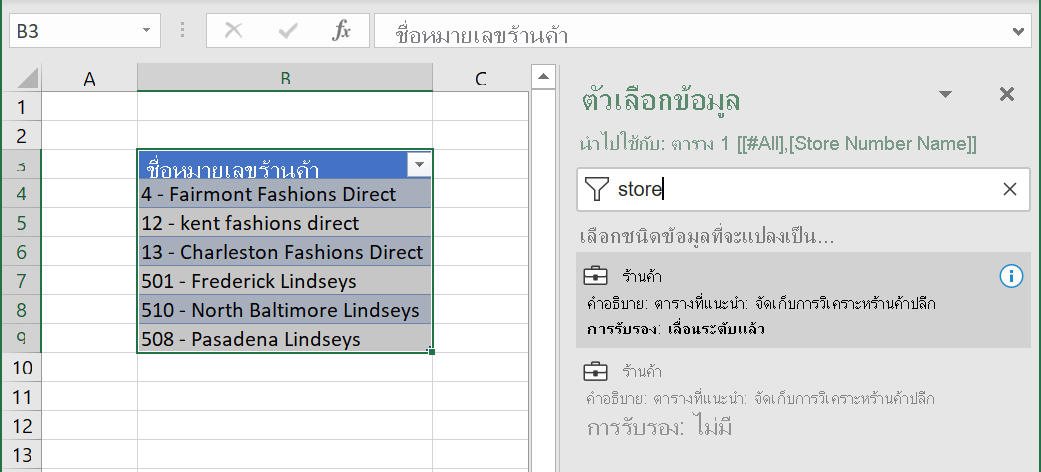 B3
fx
ชื่อหมายเลขร้านค้า
A B C
1
2
3 ชื่อหมายเลขร้านค้า
4 4 - Fairmont Fashions Direct
5 12 - kent fashions direct
6 13 - Charleston Fashions Direct
7 501 - Frederick Lindseys
8 510 - North Baltimore Lindseys
9 508 - Pasadena Lindseys
10
11
12
13
ตัวเลือกข้อมูล
นำไปใช้กับ: ตาราง 1 [[#All],[Store Number Name]]
store
เลือกชนิดข้อมูลที่จะแปลงเป็น...
ร้านค้า
คำอธิบาย: ตารางที่แนะนำ: จัดเก็บการวิเคราะห์ร้านค้าปลีก
การรับรอง: เลื่อนระดับแล้ว
ร้านค้า
คำอธิบาย: ตารางที่แนะนำ: จัดเก็บการวิเคราะห์ร้านค้าปลีก
การรับรอง: ไม่มี